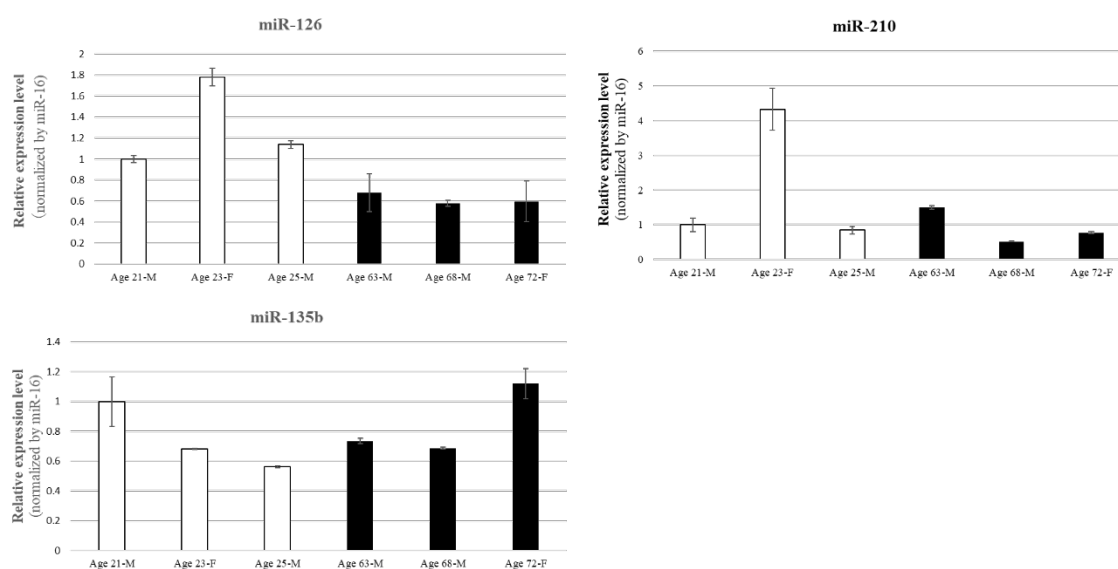 miR-126
Relative expression level
(normalized by miR-16)
2
1.8
1.6
1.4
1.2
1
0.8
0.6
0.4
0.2
0
Age 21-M Age 23-F Age 25-M Age 63-M Age 68-M Age 72-F
miR-210
Relative expression level
(normalized by miR-16)
6
5
4
3
2
1
0
Age 21-M Age 23-F Age 25-M Age 63-M Age 68-M Age 72-F
miR-135b
Relative expression level
(normalized by miR-16)
1.4
1.2
1
0.8
0.6
0.4
0.2
0
Age 21-M Age 23-F Age 25-M Age 63-M Age 68-M Age 72-F